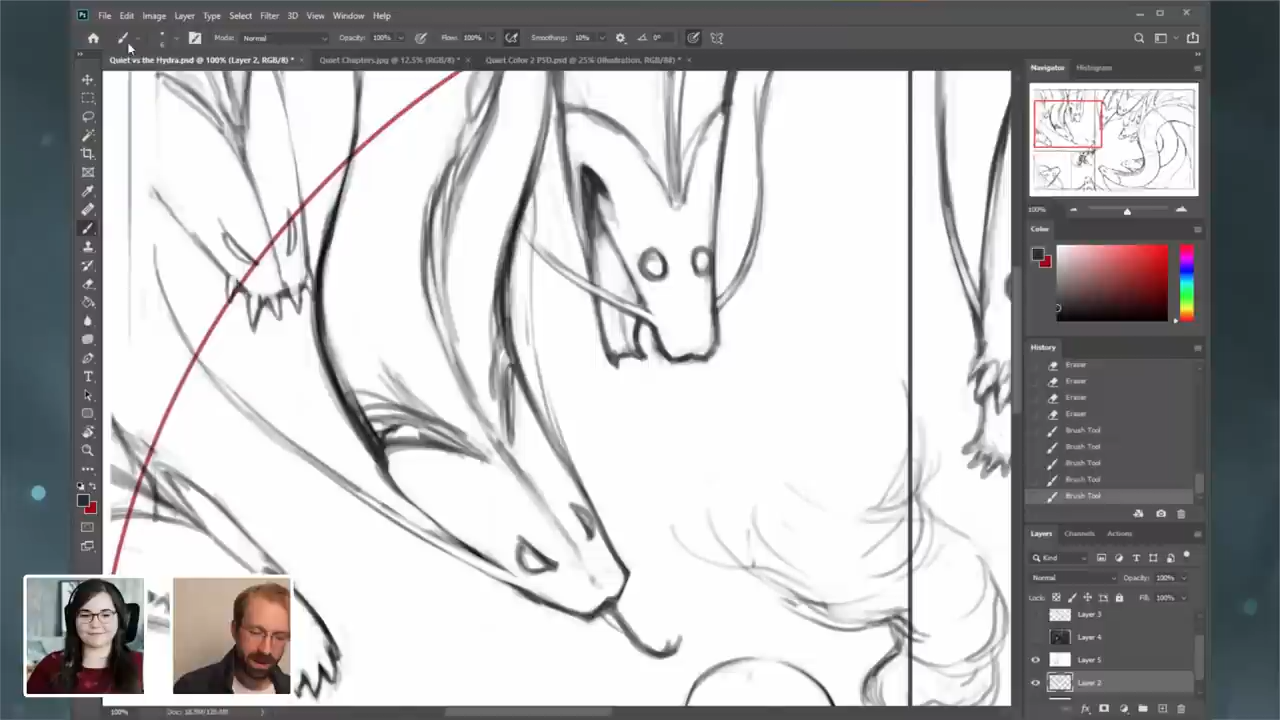 File Edit Image Layer Type Select Filter 3D View Window Help
Mode: Normal Opacity: 100% Flow: 100% Smoothing: 10% 0°
Quiet vs the Hydra.psd @ 100% (Layer 2, RGB/8) * × Quiet Chapters.jpg @ 12.5% (RGB/8) * × Quiet Color 2 PSD.psd @ 25% (Illustration, RGB/8#) * ×
Navigator Histogram
100%
Color
History
Eraser
Eraser
Eraser
Eraser
Brush Tool
Brush Tool
Brush Tool
Brush Tool
Brush Tool
Layers Channels Actions
Kind
Normal Opacity: 100%
Lock: Fill: 100%
Layer 3
Layer 4
Layer 5
Layer 2
100%